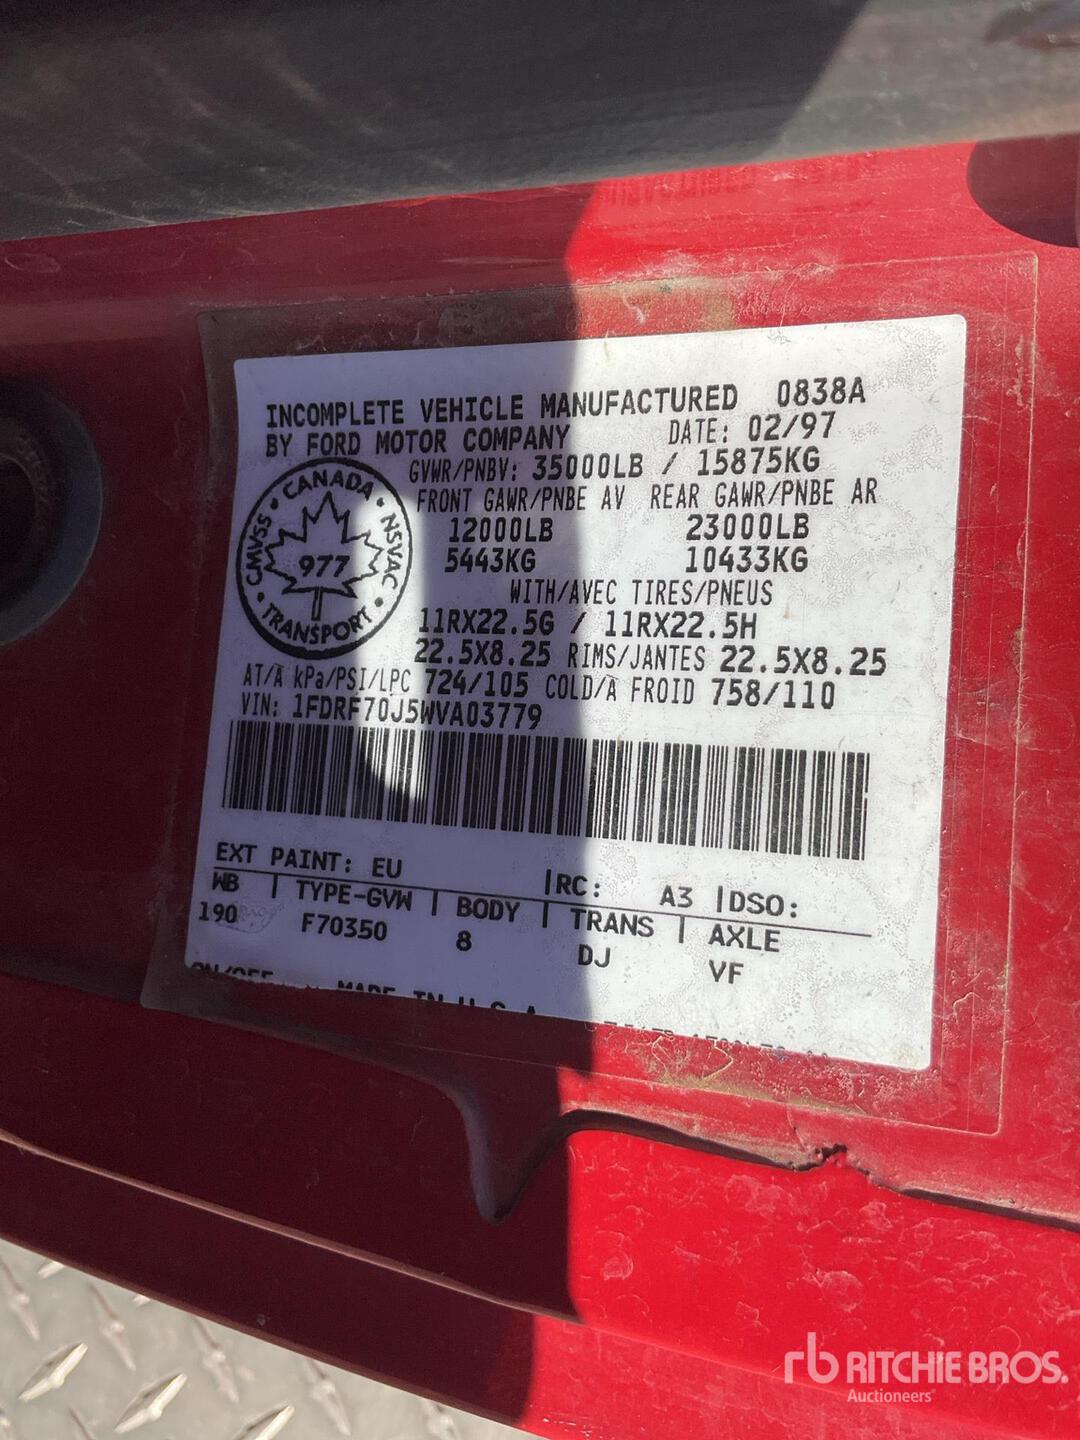 INCOMPLETE VEHICLE MANUFACTURED 0838A
BY FORD MOTOR COMPANY DATE: 02/97
GVWR/PNBV: 35000LB / 15875KG
FRONT GAWR/PNBE AV REAR GAWR/PNBE AR
12000LB 23000LB
5443KG 10433KG
WITH/AVEC TIRES/PNEUS
11RX22.5G / 11RX22.5H
22.5X8.25 RIMS/JANTES 22.5X8.25
AT/À kPa/PSI/LPC 724/105 COLD/À FROID 758/110
CANADA
CMVSS • NSVAC
977
TRANSPORT
VIN: 1FDRF70J5WVA03779
EXT PAINT: EU |RC: A3 |DSO:
WB | TYPE-GVW | BODY | TRANS | AXLE
190 F70350 8 DJ VF
MADE IN U.S.A.
rb RITCHIE BROS.
Auctioneers